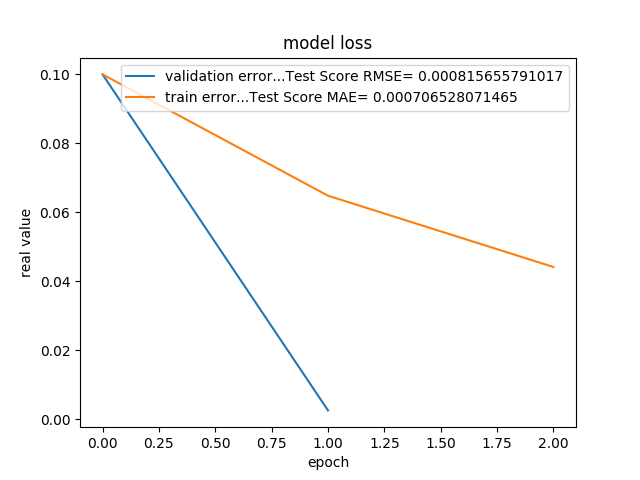 model loss
validation error...Test Score RMSE= 0.000815655791017
train error...Test Score MAE= 0.000706528071465
real value
0.10
0.08
0.06
0.04
0.02
0.00
0.00 0.25 0.50 0.75 1.00 1.25 1.50 1.75 2.00
epoch